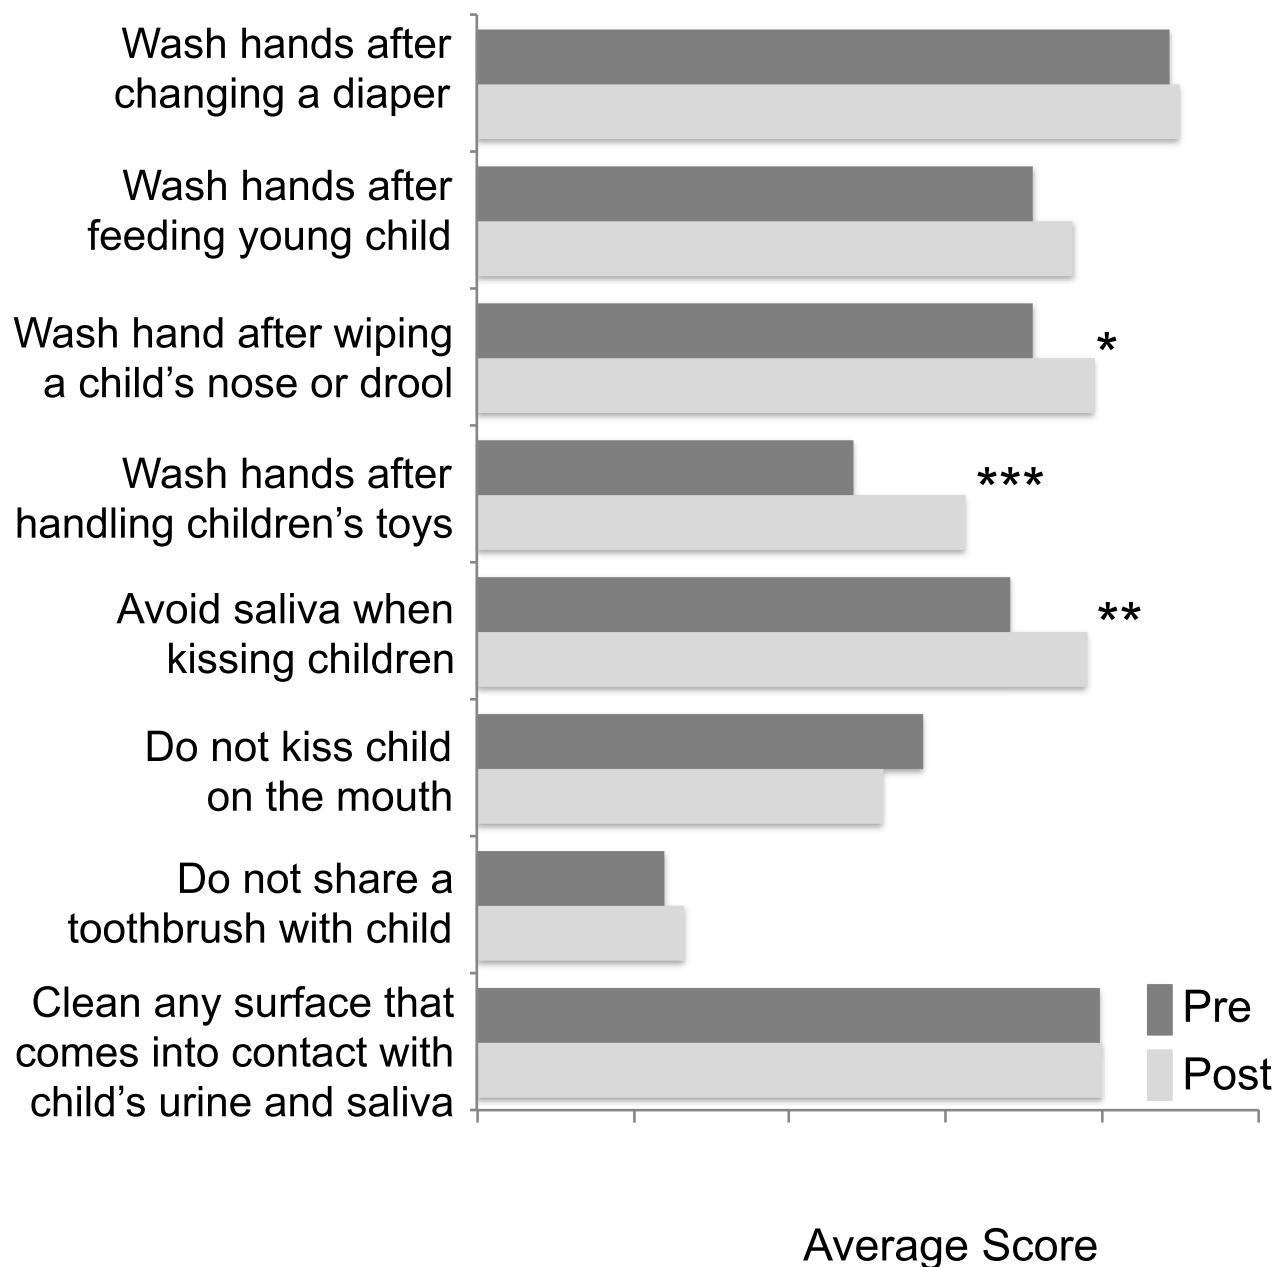 Wash hands after
changing a diaper
Wash hands after
feeding young child
Wash hand after wiping
a child’s nose or drool
*
Wash hands after
handling children’s toys
***
Avoid saliva when
kissing children
**
Do not kiss child
on the mouth
Do not share a
toothbrush with child
Clean any surface that
comes into contact with
child’s urine and saliva
Pre
Post
Average Score